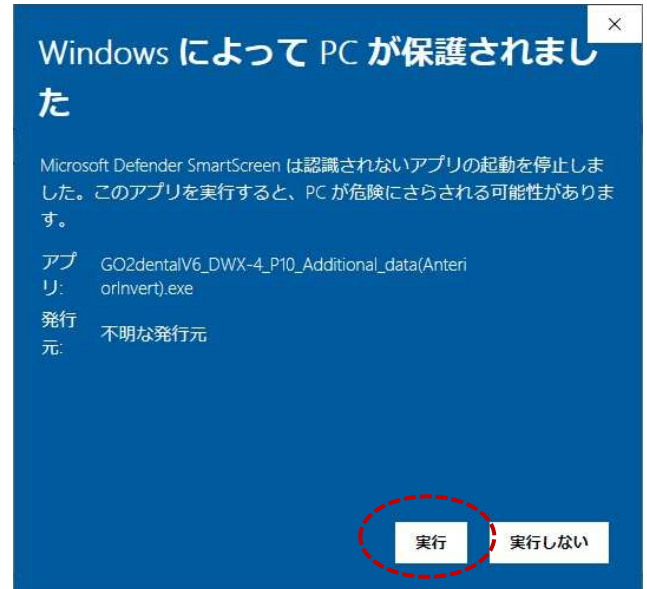 Windows によって PC が保護されまし
た
Microsoft Defender SmartScreen は認識されないアプリの起動を停止しま
した。このアプリを実行すると、PC が危険にさらされる可能性がありま
す。
アプ
リ:
GO2dentalV6_DWX-4_P10_Additional_data(Anteri
orInvert).exe
発行
元:
不明な発行元
実行
実行しない